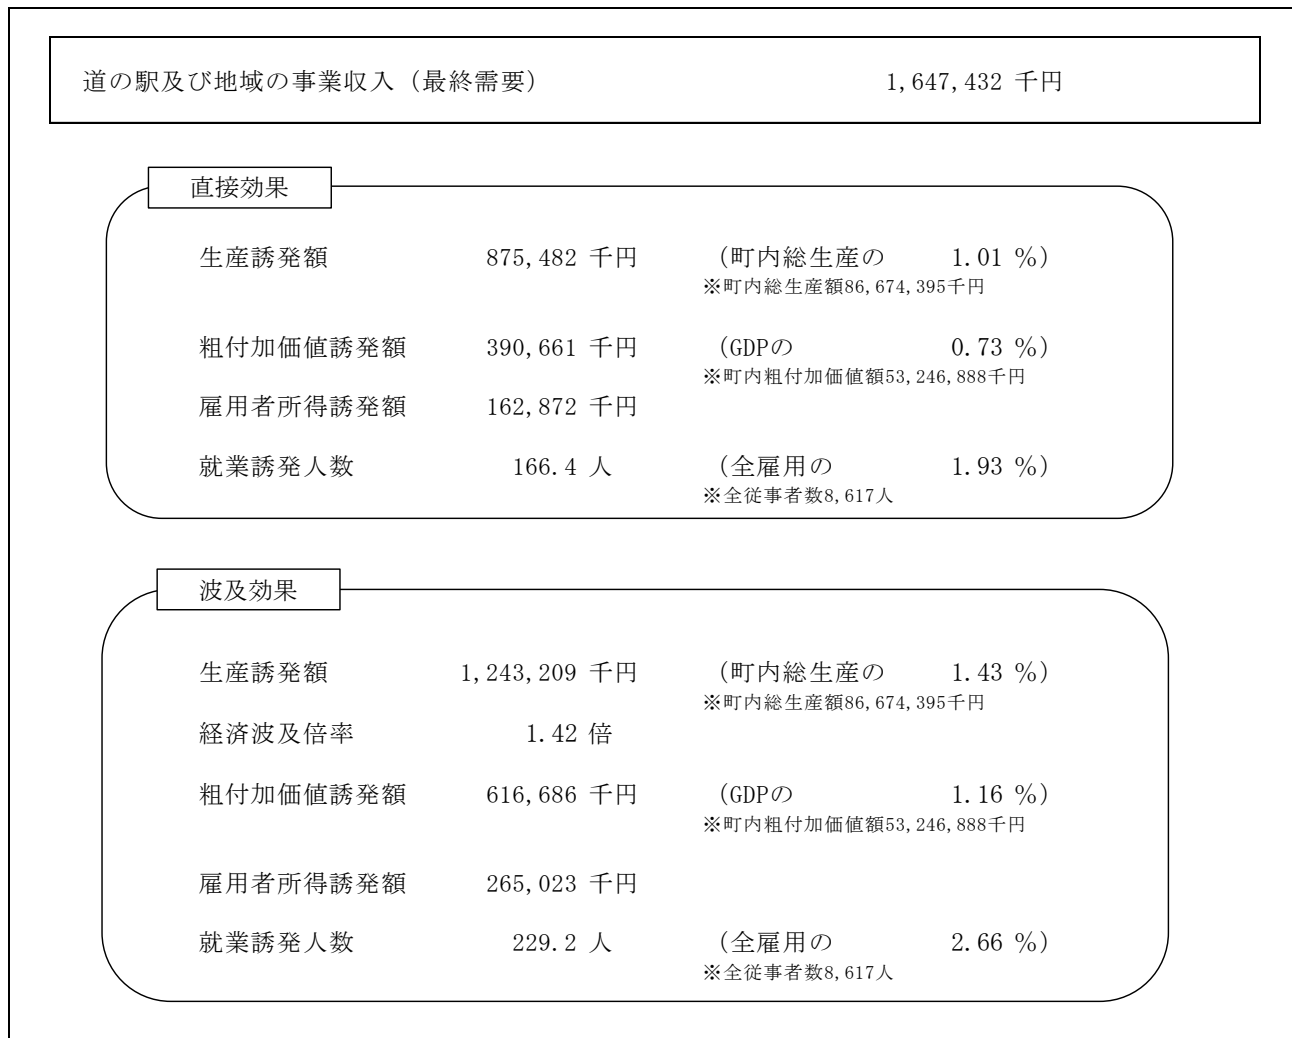 道の駅及び地域の事業収入（最終需要） 1,647,432 千円
直接効果
生産誘発額 875,482 千円 （町内総生産の 1.01 %）
※町内総生産額86,674,395千円
粗付加価値誘発額 390,661 千円 （GDPの 0.73 %）
※町内粗付加価値額53,246,888千円
雇用者所得誘発額 162,872 千円
就業誘発人数 166.4 人 （全雇用の 1.93 %）
※全従事者数8,617人
波及効果
生産誘発額 1,243,209 千円 （町内総生産の 1.43 %）
※町内総生産額86,674,395千円
経済波及倍率 1.42 倍
粗付加価値誘発額 616,686 千円 （GDPの 1.16 %）
※町内粗付加価値額53,246,888千円
雇用者所得誘発額 265,023 千円
就業誘発人数 229.2 人 （全雇用の 2.66 %）
※全従事者数8,617人